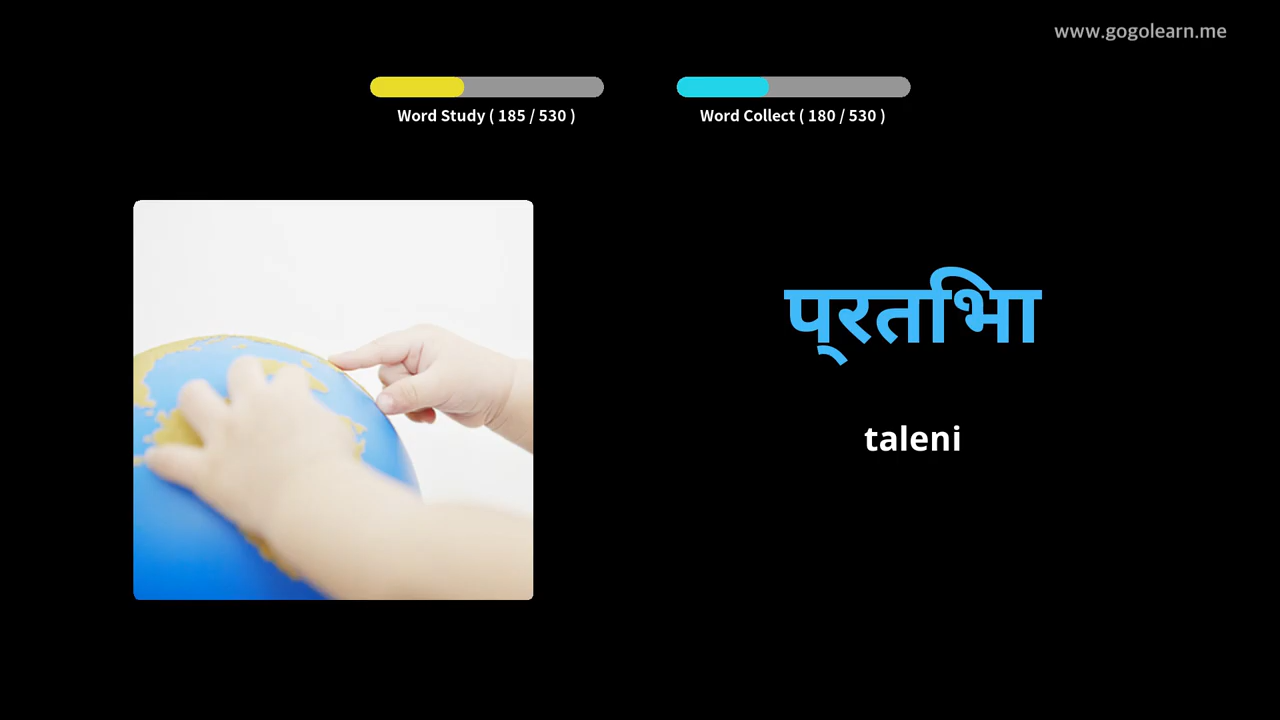 www.gogolearn.me
Word Study ( 185 / 530 )
Word Collect ( 180 / 530 )
प्रतिभा
taleni